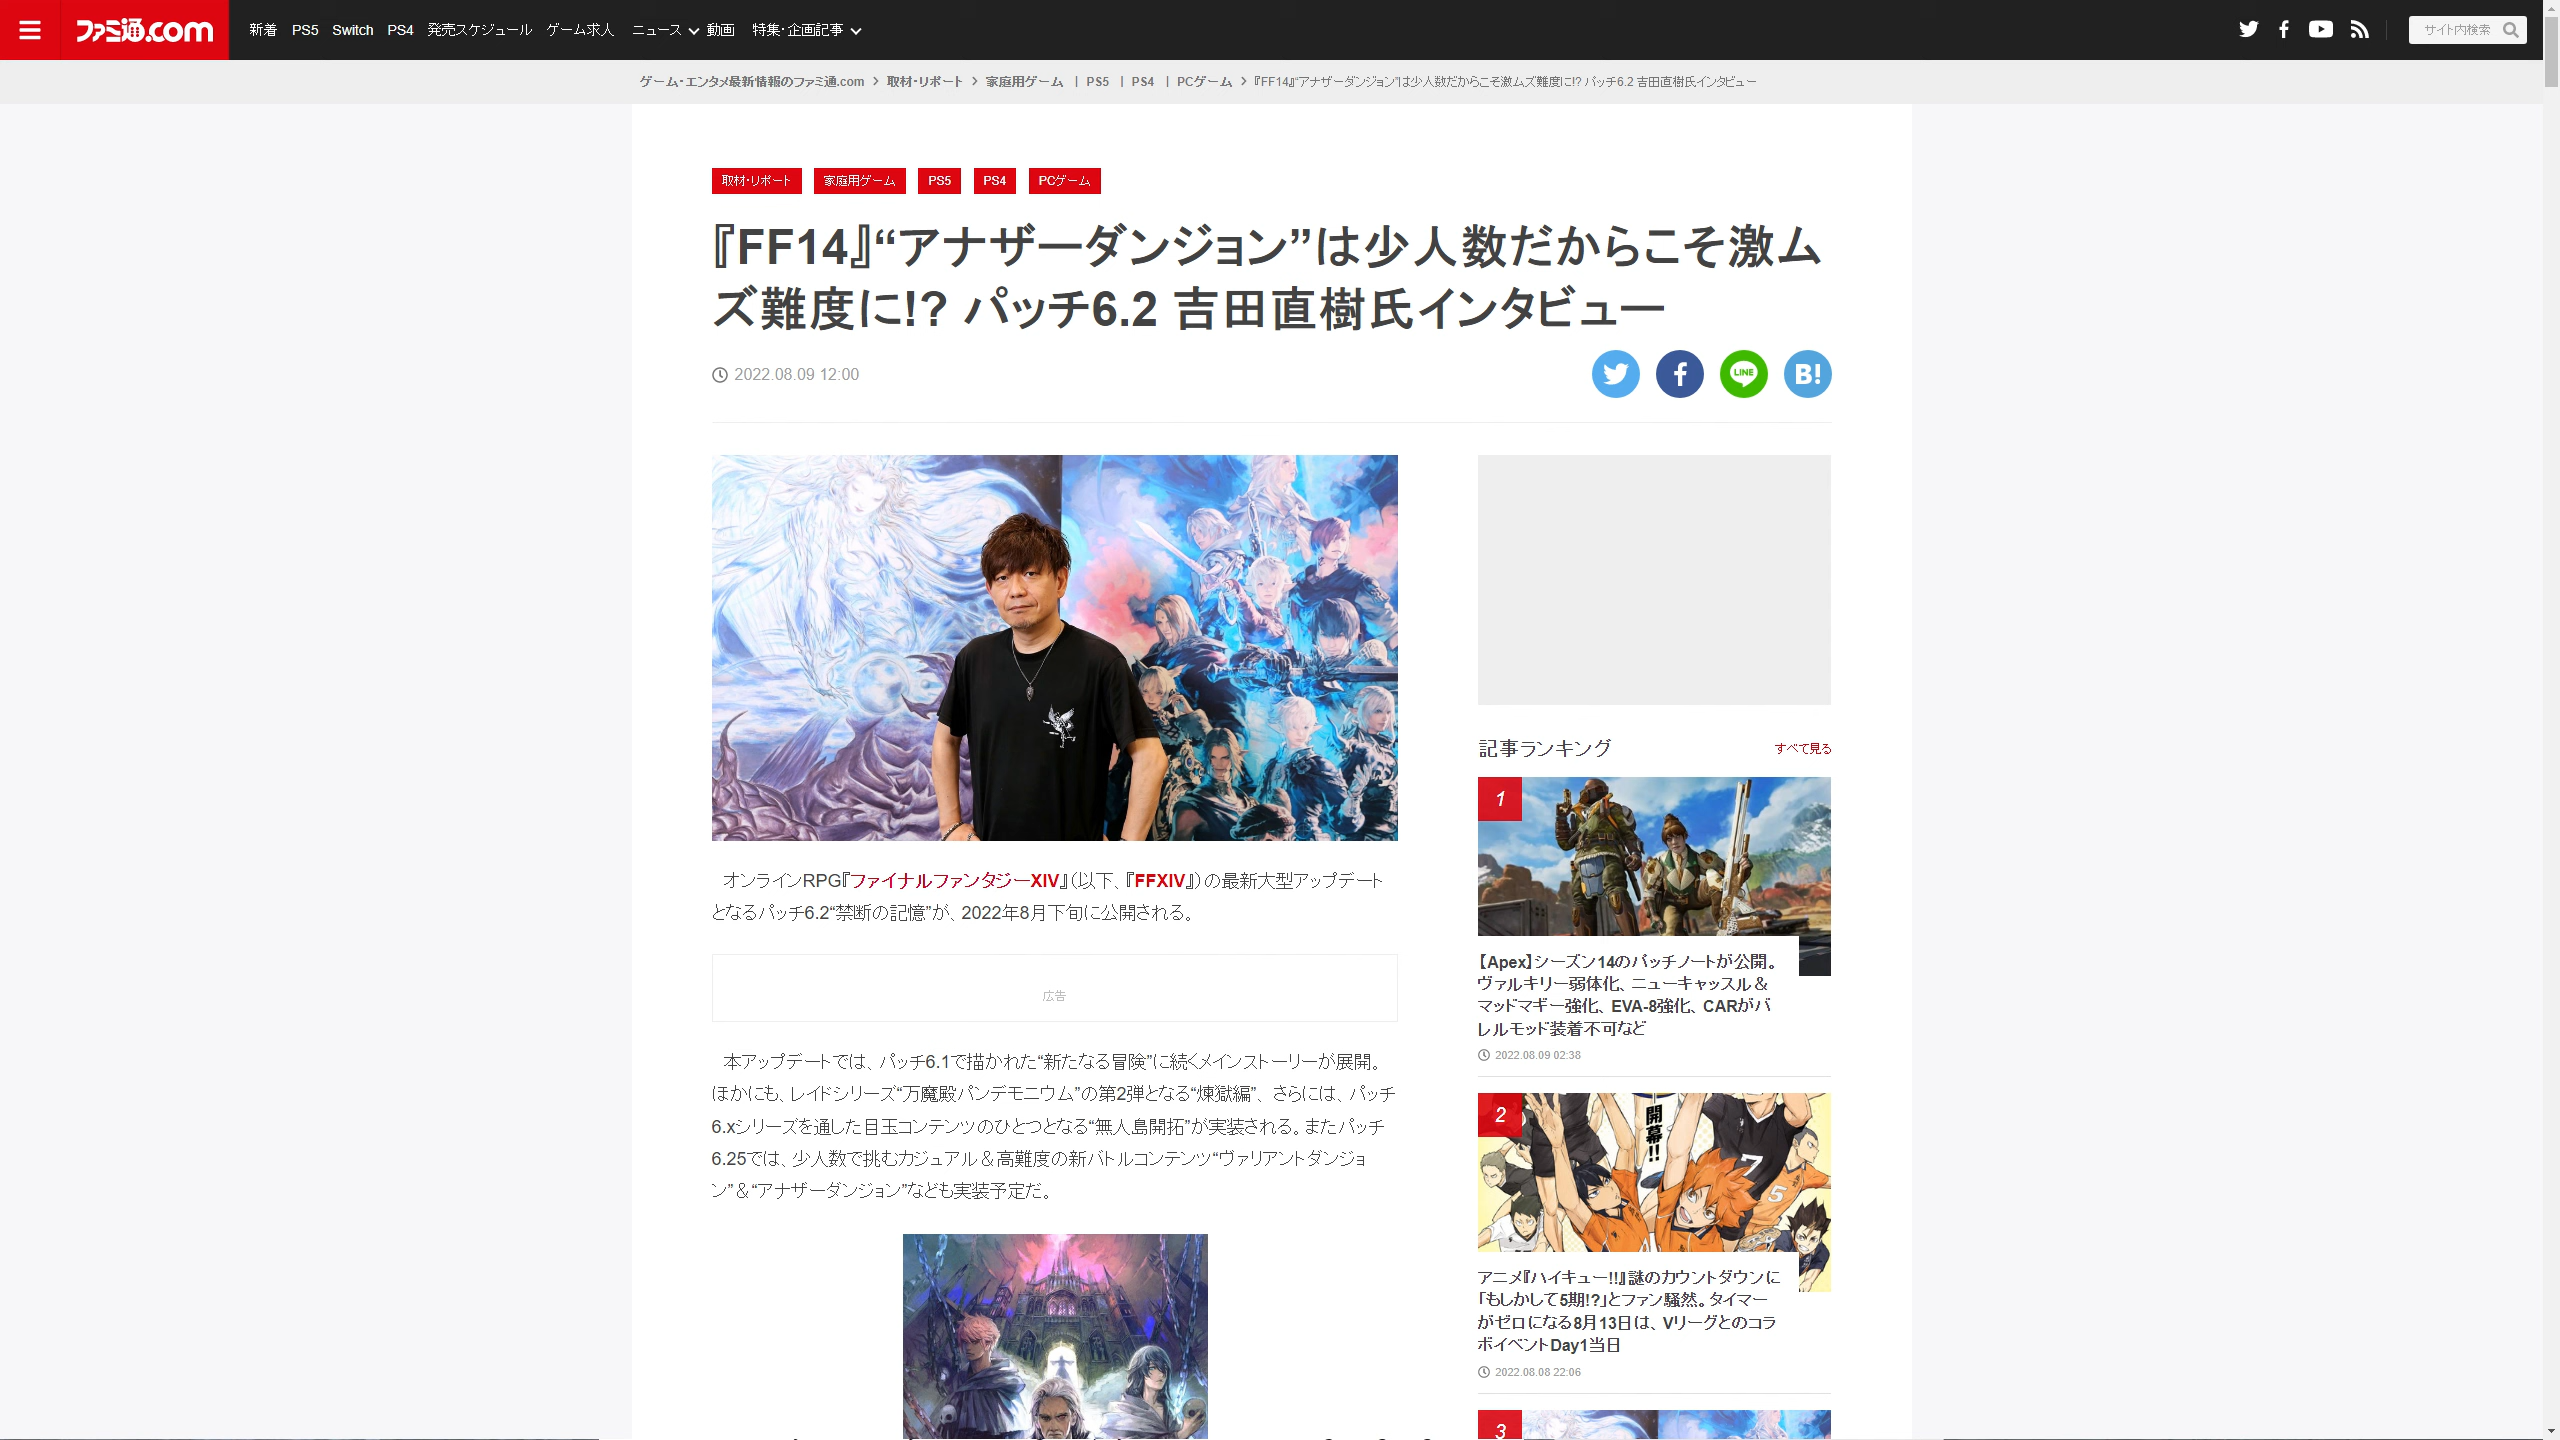 ファミ通.com
新着 PS5 Switch PS4 発売スケジュール ゲーム求人 ニュース 動画 特集・企画記事
サイト内検索
ゲーム・エンタメ最新情報のファミ通.com > 取材・リポート > 家庭用ゲーム | PS5 | PS4 | PCゲーム > 『FF14』“アナザーダンジョン”は少人数だからこそ激ムズ難度に!? パッチ6.2 吉田直樹氏インタビュー
取材・リポート 家庭用ゲーム PS5 PS4 PCゲーム
『FF14』“アナザーダンジョン”は少人数だからこそ激ム
ズ難度に!? パッチ6.2 吉田直樹氏インタビュー
2022.08.09 12:00
LINE
B!
オンラインRPG『ファイナルファンタジーXIV』（以下、『FFXIV』）の最新大型アップデート
となるパッチ6.2“禁断の記憶”が、2022年8月下旬に公開される。
広告
本アップデートでは、パッチ6.1で描かれた“新たなる冒険”に続くメインストーリーが展開。
ほかにも、レイドシリーズ“万魔殿パンデモニウム”の第2弾となる“煉獄編”、さらには、パッチ
6.xシリーズを通した目玉コンテンツのひとつとなる“無人島開拓”が実装される。またパッチ
6.25では、少人数で挑むカジュアル＆高難度の新バトルコンテンツ“ヴァリアントダンジョ
ン”＆“アナザーダンジョン”なども実装予定だ。
記事ランキング
すべて見る
1
【Apex】シーズン14のパッチノートが公開。
ヴァルキリー弱体化、ニューキャッスル＆
マッドマギー強化、EVA-8強化、CARがバ
レルモッド装着不可など
2022.08.09 02:38
2
開幕!!
7
5
アニメ『ハイキュー!!』謎のカウントダウンに
「もしかして5期!?」とファン騒然。タイマー
がゼロになる8月13日は、Vリーグとのコラ
ボイベントDay1当日
2022.08.08 22:06
3